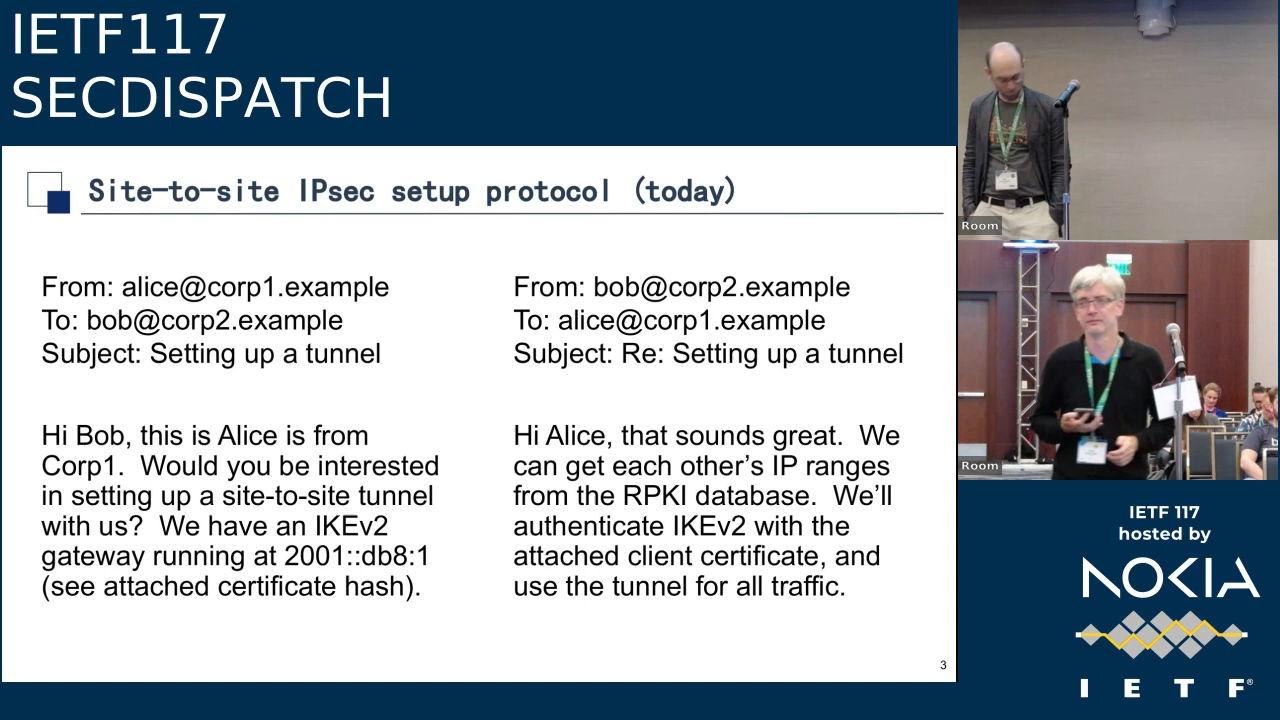 IETF117
SECDISPATCH
Site-to-site IPsec setup protocol (today)
From: alice@corp1.example
To: bob@corp2.example
Subject: Setting up a tunnel
Hi Bob, this is Alice is from
Corp1.  Would you be interested
in setting up a site-to-site tunnel
with us?  We have an IKEv2
gateway running at 2001::db8:1
(see attached certificate hash).
From: bob@corp2.example
To: alice@corp1.example
Subject: Re: Setting up a tunnel
Hi Alice, that sounds great.  We
can get each other’s IP ranges
from the RPKI database.  We’ll
authenticate IKEv2 with the
attached client certificate, and
use the tunnel for all traffic.
3
Room
Room
IETF 117
hosted by
NOKIA
I E T F®